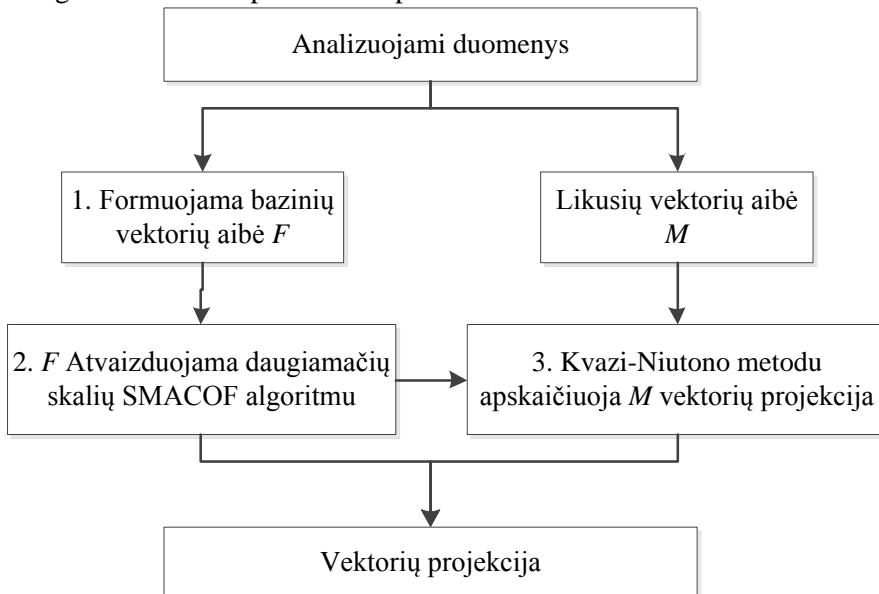 Analizuojami duomenys
1. Formuojama bazinių
vektorių aibė F
Likusių vektorių aibė
M
2. F Atvaizduojama daugiamačių
skalių SMACOF algoritmu
3. Kvazi-Niutono metodu
apskaičiuoja M vektorių projekcija
Vektorių projekcija